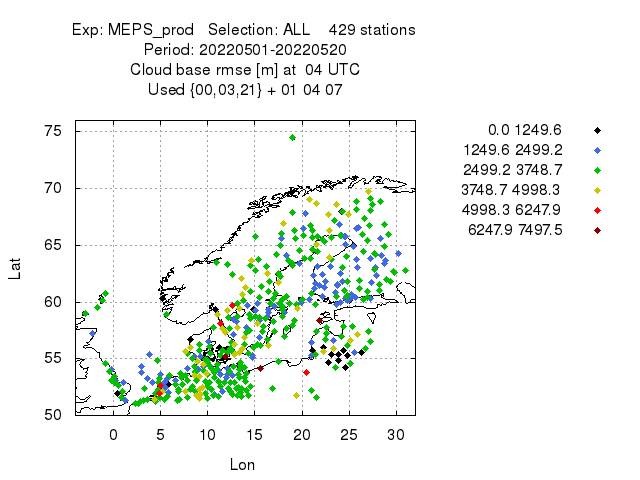 Exp: MEPS_prod   Selection: ALL    429 stations
Period: 20220501-20220520
Cloud base rmse [m] at  04 UTC
Used {00,03,21} + 01 04 07
0.0 1249.6
1249.6 2499.2
2499.2 3748.7
3748.7 4998.3
4998.3 6247.9
6247.9 7497.5
75
70
65
60
55
50
Lat
0 5 10 15 20 25 30
Lon